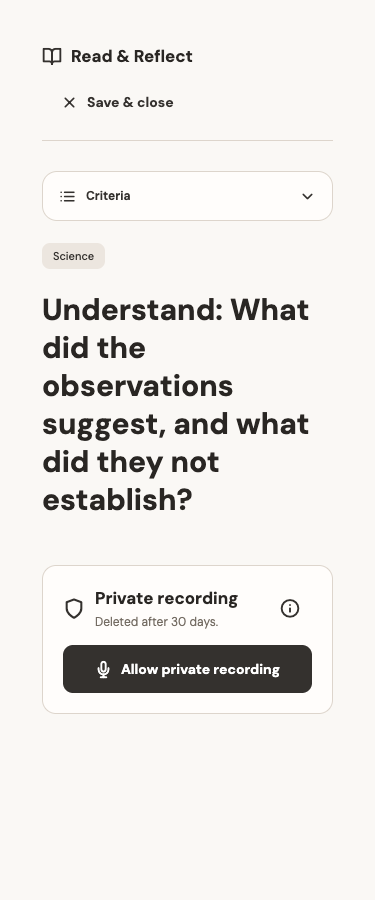 Read & Reflect
Save & close
Criteria
Science
Understand: What
did the
observations
suggest, and what
did they not
establish?
Private recording
Deleted after 30 days.
Allow private recording